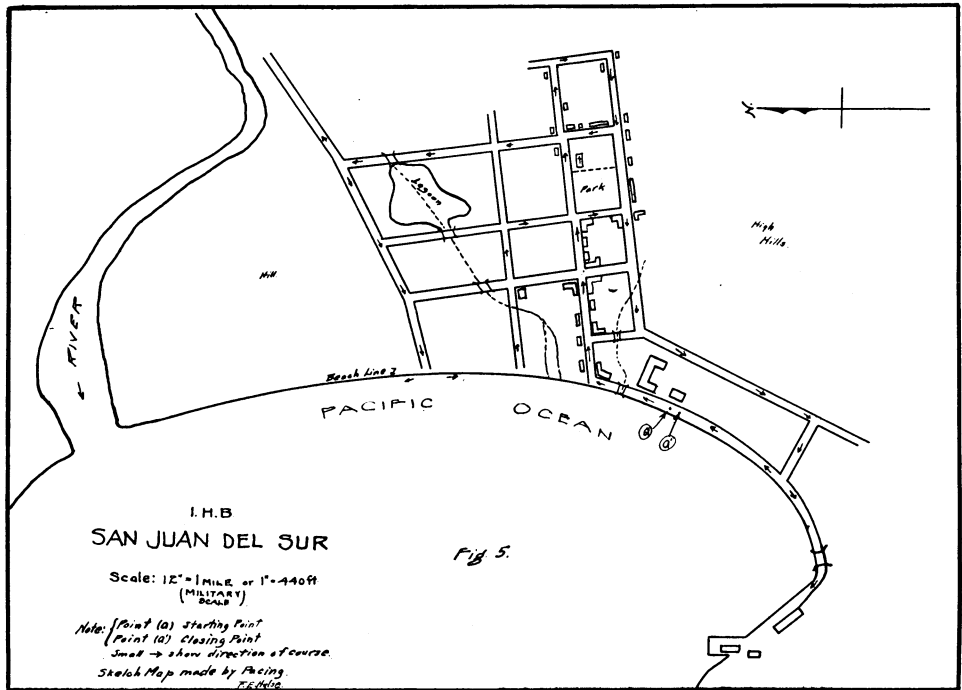 N
Lagoon
Park
High
Hills.
Hill
← RIVER
Beach Line
PACIFIC OCEAN
a
a'
I.H.B
SAN JUAN DEL SUR
Fig. 5.
Scale: 12" = 1 MILE or 1" = 440 ft
(MILITARY
SCALE)
Note: {Point (a) Starting Point
Point (a') Closing Point
Small → show direction of course.
Sketch Map made by Pacing.